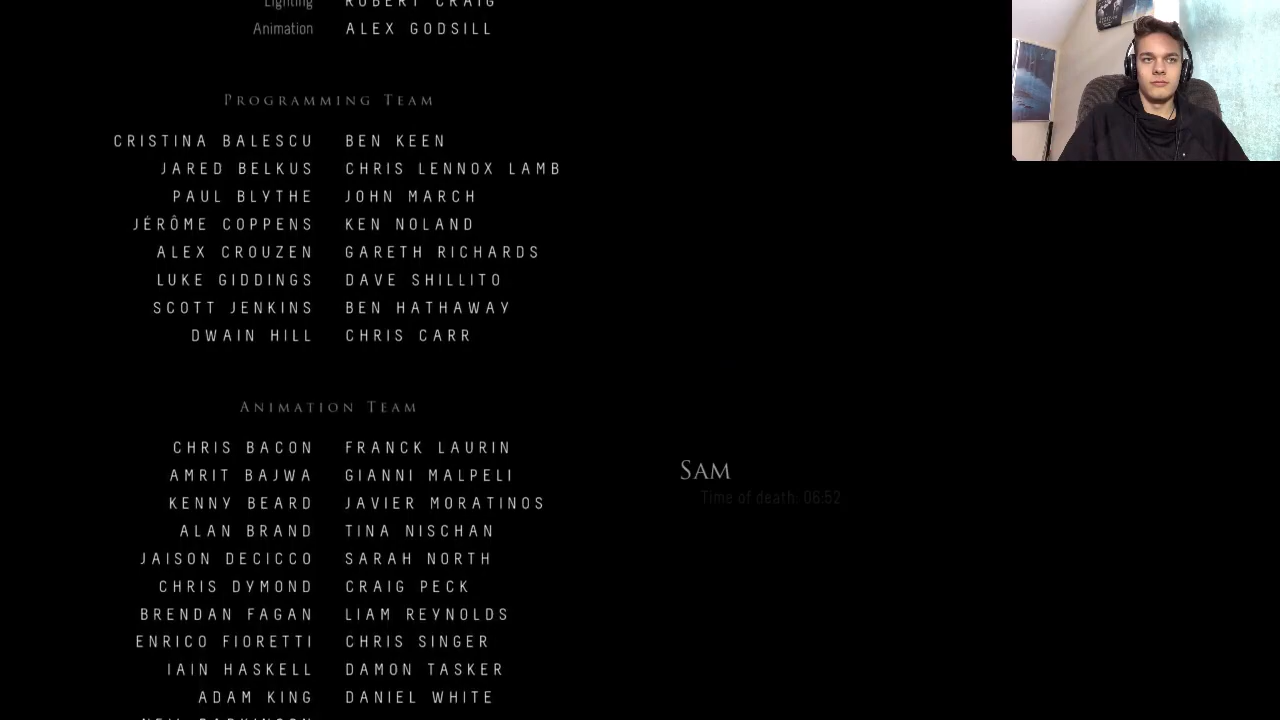 Lighting ROBERT CRAIG
Animation ALEX GODSILL
PROGRAMMING TEAM
CRISTINA BALESCU BEN KEEN
JARED BELKUS CHRIS LENNOX LAMB
PAUL BLYTHE JOHN MARCH
JÉRÔME COPPENS KEN NOLAND
ALEX CROUZEN GARETH RICHARDS
LUKE GIDDINGS DAVE SHILLITO
SCOTT JENKINS BEN HATHAWAY
DWAIN HILL CHRIS CARR
ANIMATION TEAM
CHRIS BACON FRANCK LAURIN
AMRIT BAJWA GIANNI MALPELI
KENNY BEARD JAVIER MORATINOS
ALAN BRAND TINA NISCHAN
JAISON DECICCO SARAH NORTH
CHRIS DYMOND CRAIG PECK
BRENDAN FAGAN LIAM REYNOLDS
ENRICO FIORETTI CHRIS SINGER
IAIN HASKELL DAMON TASKER
ADAM KING DANIEL WHITE
SAM
Time of death: 06:52